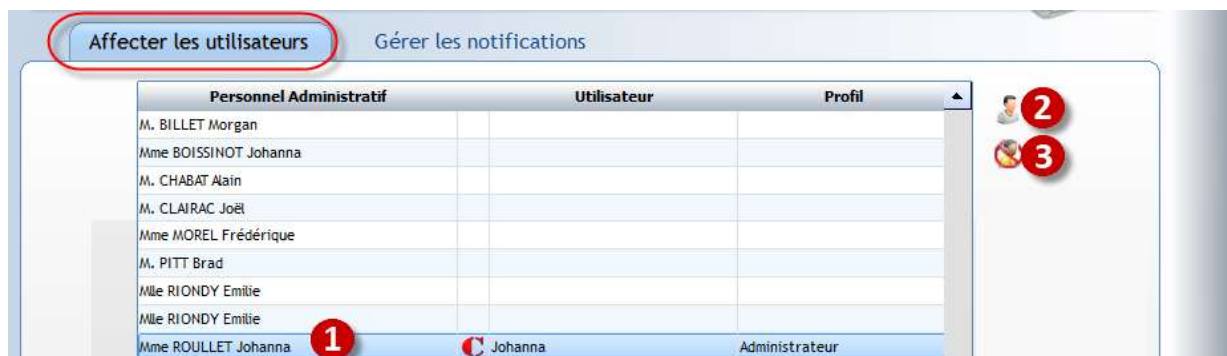 Affecter les utilisateurs Gérer les notifications
Personnel Administratif Utilisateur Profil
M. BILLET Morgan
2
Mme BOISSINOT Johanna
3
M. CHABAT Alain
M. CLAIRAC Joël
Mme MOREL Frédérique
M. PITT Brad
Mlle RIONDY Emilie
Mlle RIONDY Emilie
Mme ROULLET Johanna 1 C Johanna Administrateur